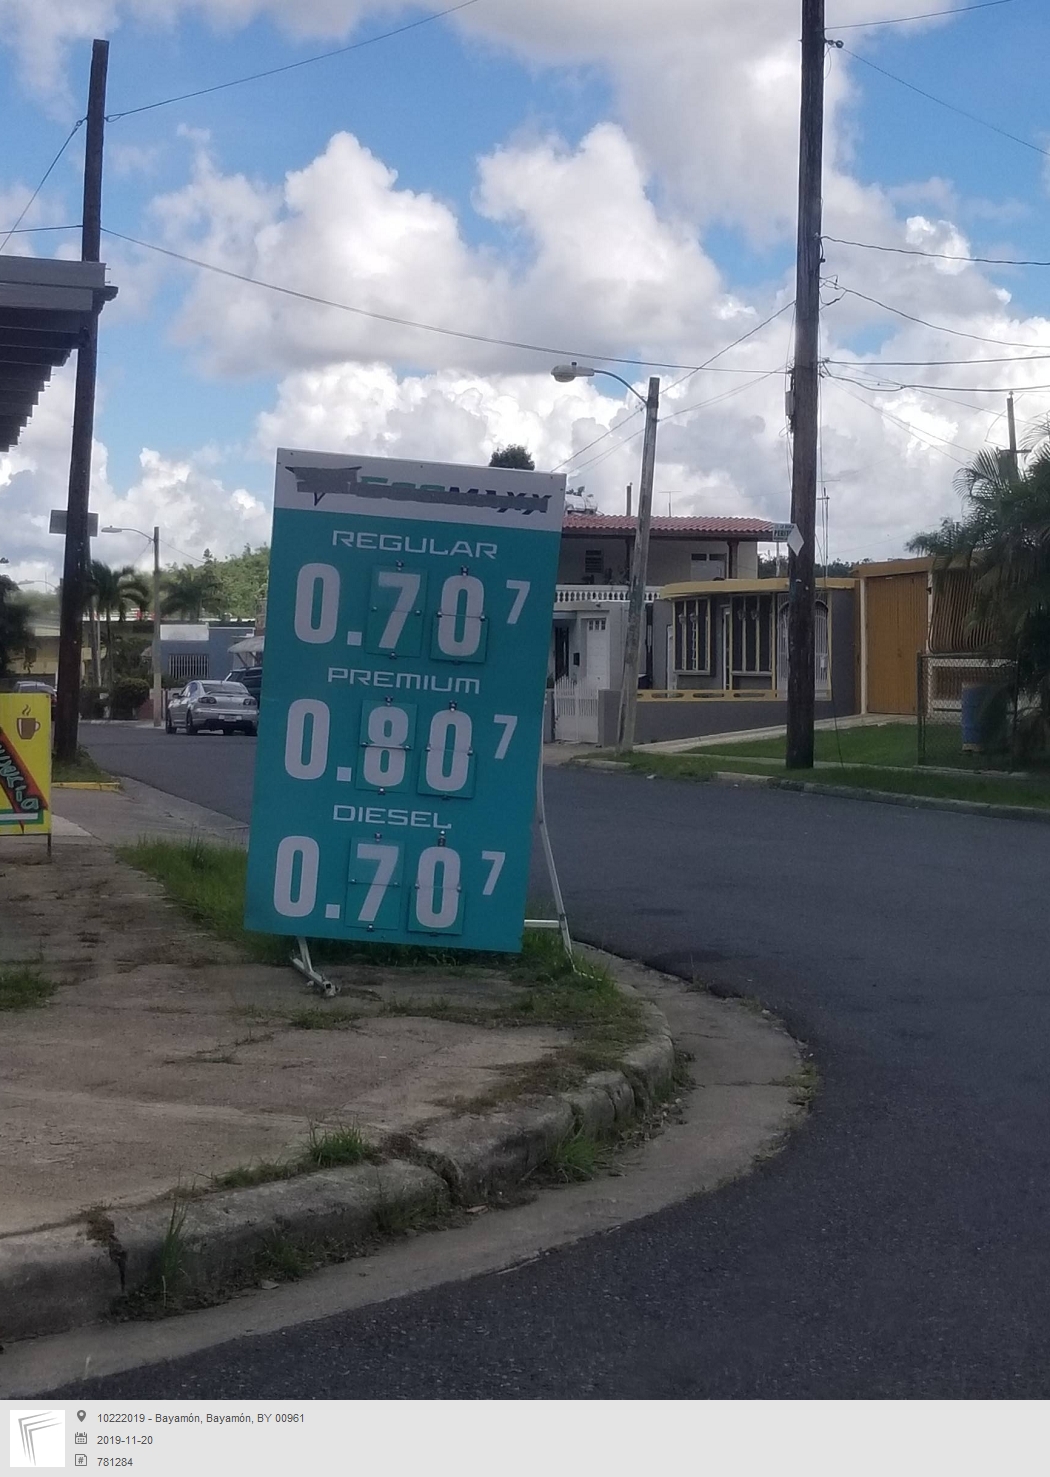 EcoMAXX
REGULAR
0.70 7
PREMIUM
0.80 7
DIESEL
0.70 7
10222019 - Bayamón, Bayamón, BY 00961
2019-11-20
781284